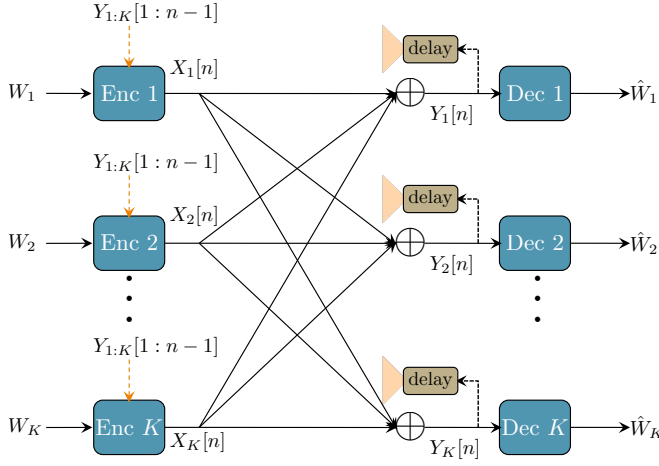 Y_{1:K}[1 : n − 1]
W_1
Enc 1
X_1[n]
delay
Y_1[n]
Dec 1
Ŵ_1
Y_{1:K}[1 : n − 1]
W_2
Enc 2
X_2[n]
delay
Y_2[n]
Dec 2
Ŵ_2
Y_{1:K}[1 : n − 1]
W_K
Enc K
X_K[n]
delay
Y_K[n]
Dec K
Ŵ_K